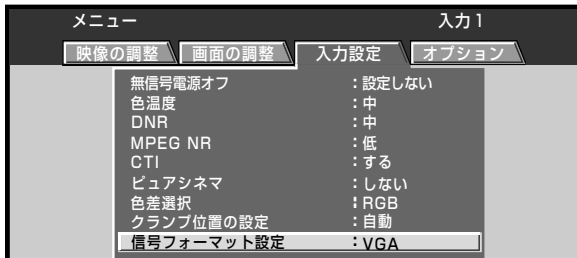 メニュー 入力1
映像の調整 画面の調整 入力設定 オプション
無信号電源オフ :設定しない
色温度 :中
DNR :中
MPEG NR :低
CTI :する
ピュアシネマ :しない
色差選択 :RGB
クランプ位置の設定 :自動
信号フォーマット設定 :VGA